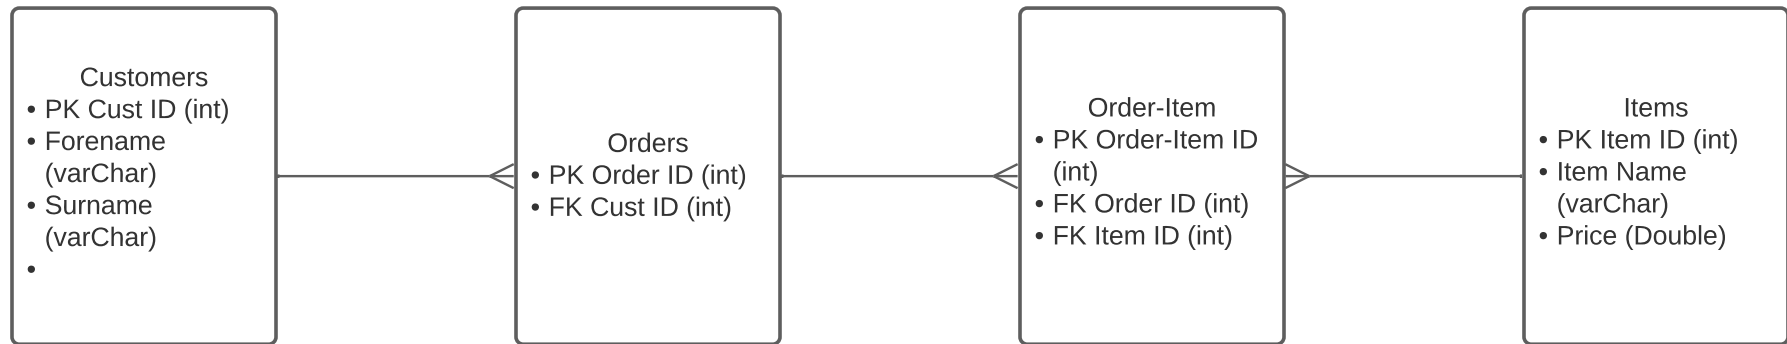 Customers
• PK Cust ID (int)
• Forename
(varChar)
• Surname
(varChar)
•
Orders
• PK Order ID (int)
• FK Cust ID (int)
Order-Item
• PK Order-Item ID
(int)
• FK Order ID (int)
• FK Item ID (int)
Items
• PK Item ID (int)
• Item Name
(varChar)
• Price (Double)